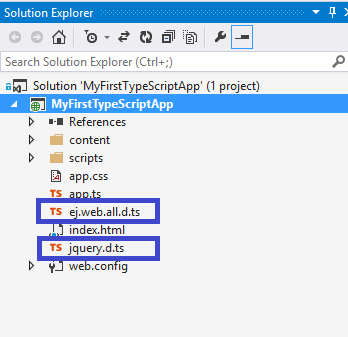 Solution Explorer
Search Solution Explorer (Ctrl+;)
Solution 'MyFirstTypeScriptApp' (1 project)
MyFirstTypeScriptApp
References
content
scripts
app.css
TS app.ts
TS ej.web.all.d.ts
index.html
TS jquery.d.ts
web.config